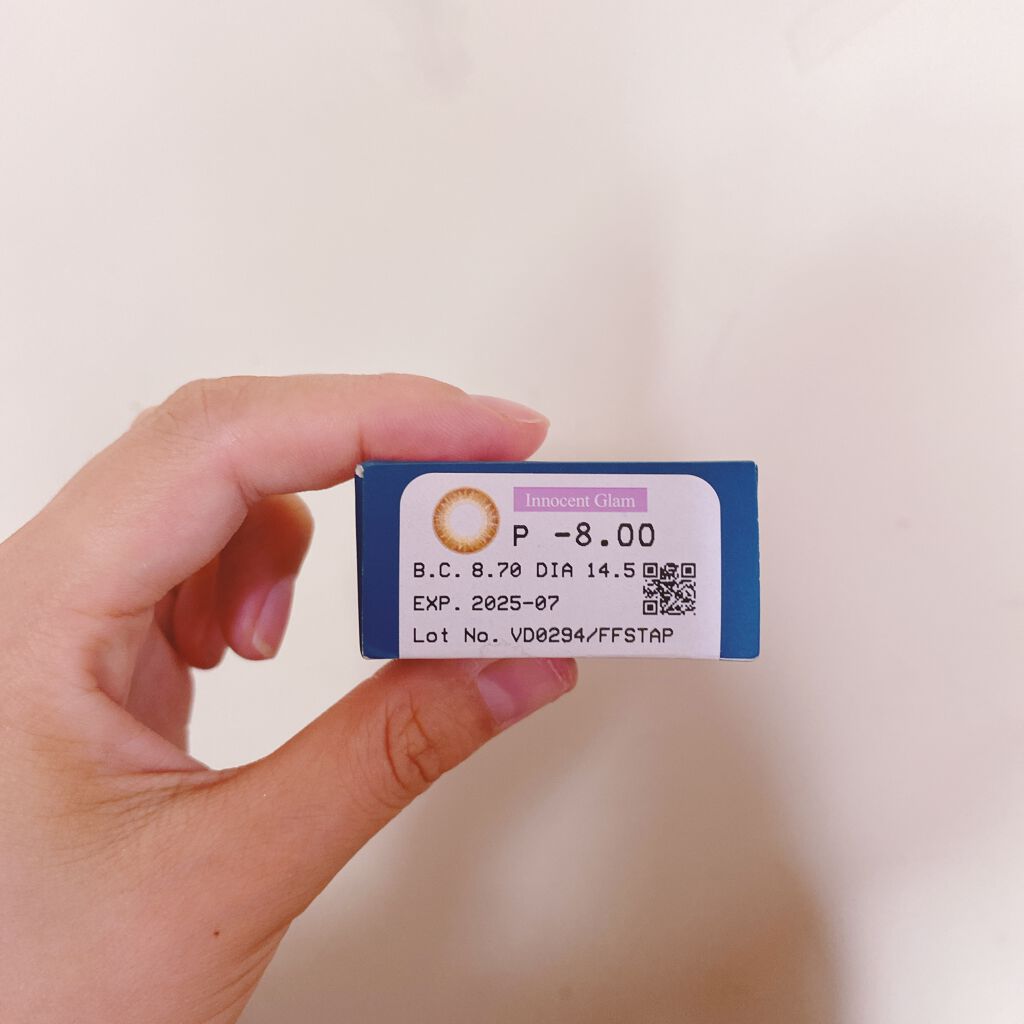 Innocent Glam
P -8.00
B.C. 8.70 DIA 14.5
EXP. 2025-07
Lot No. VD0294/FFSTAP